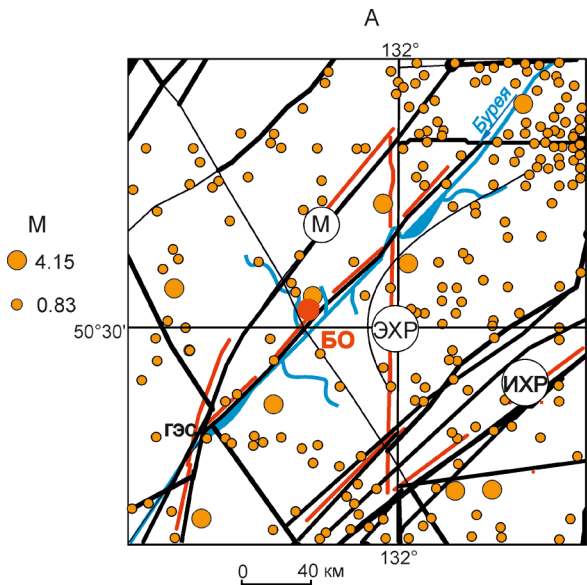 А
132°
Бурея
М
М
4.15
0.83
50°30'
БО
ЭХР
ИХР
ГЭС
132°
0 40 км